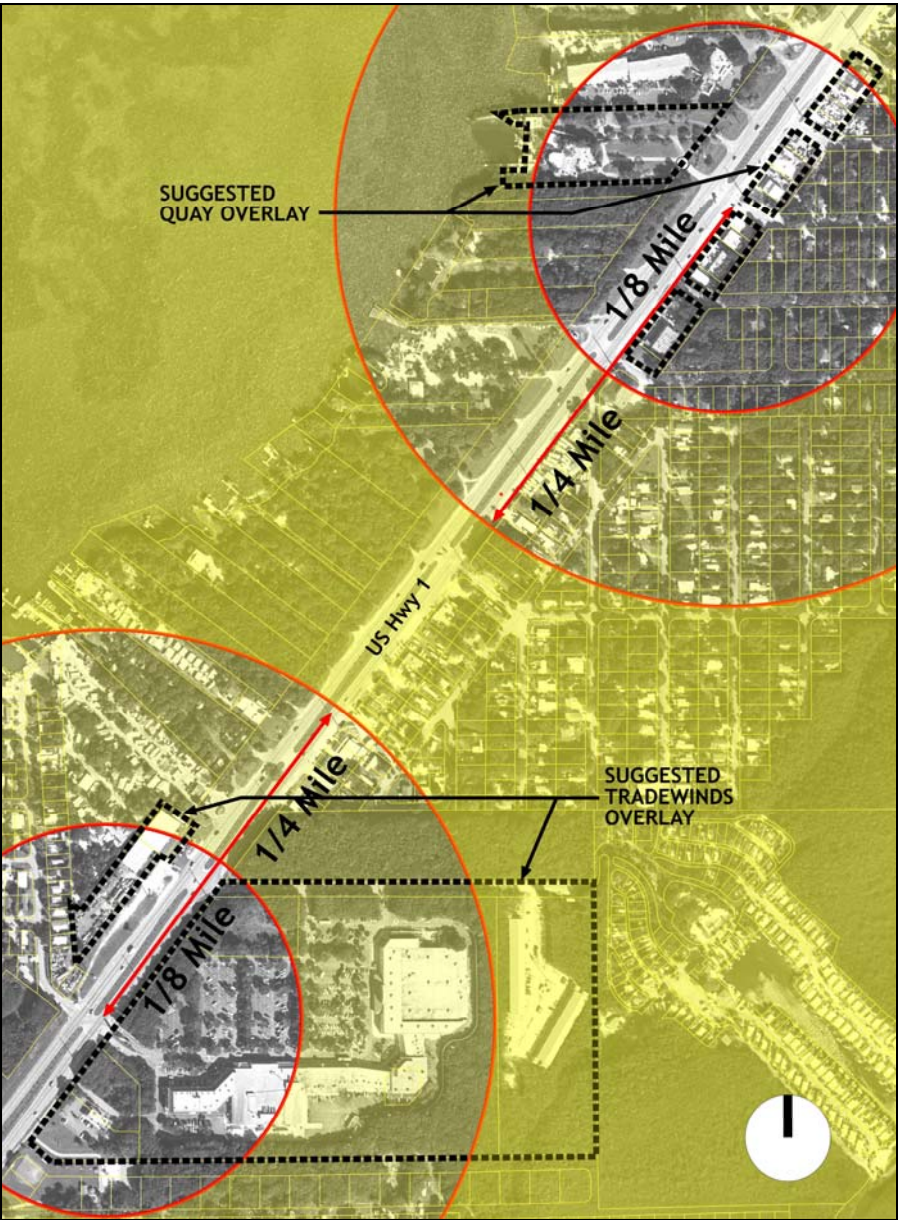 SUGGESTED
QUAY OVERLAY
1/8 Mile
1/4 Mile
US Hwy 1
SUGGESTED
TRADEWINDS
OVERLAY
1/4 Mile
1/8 Mile